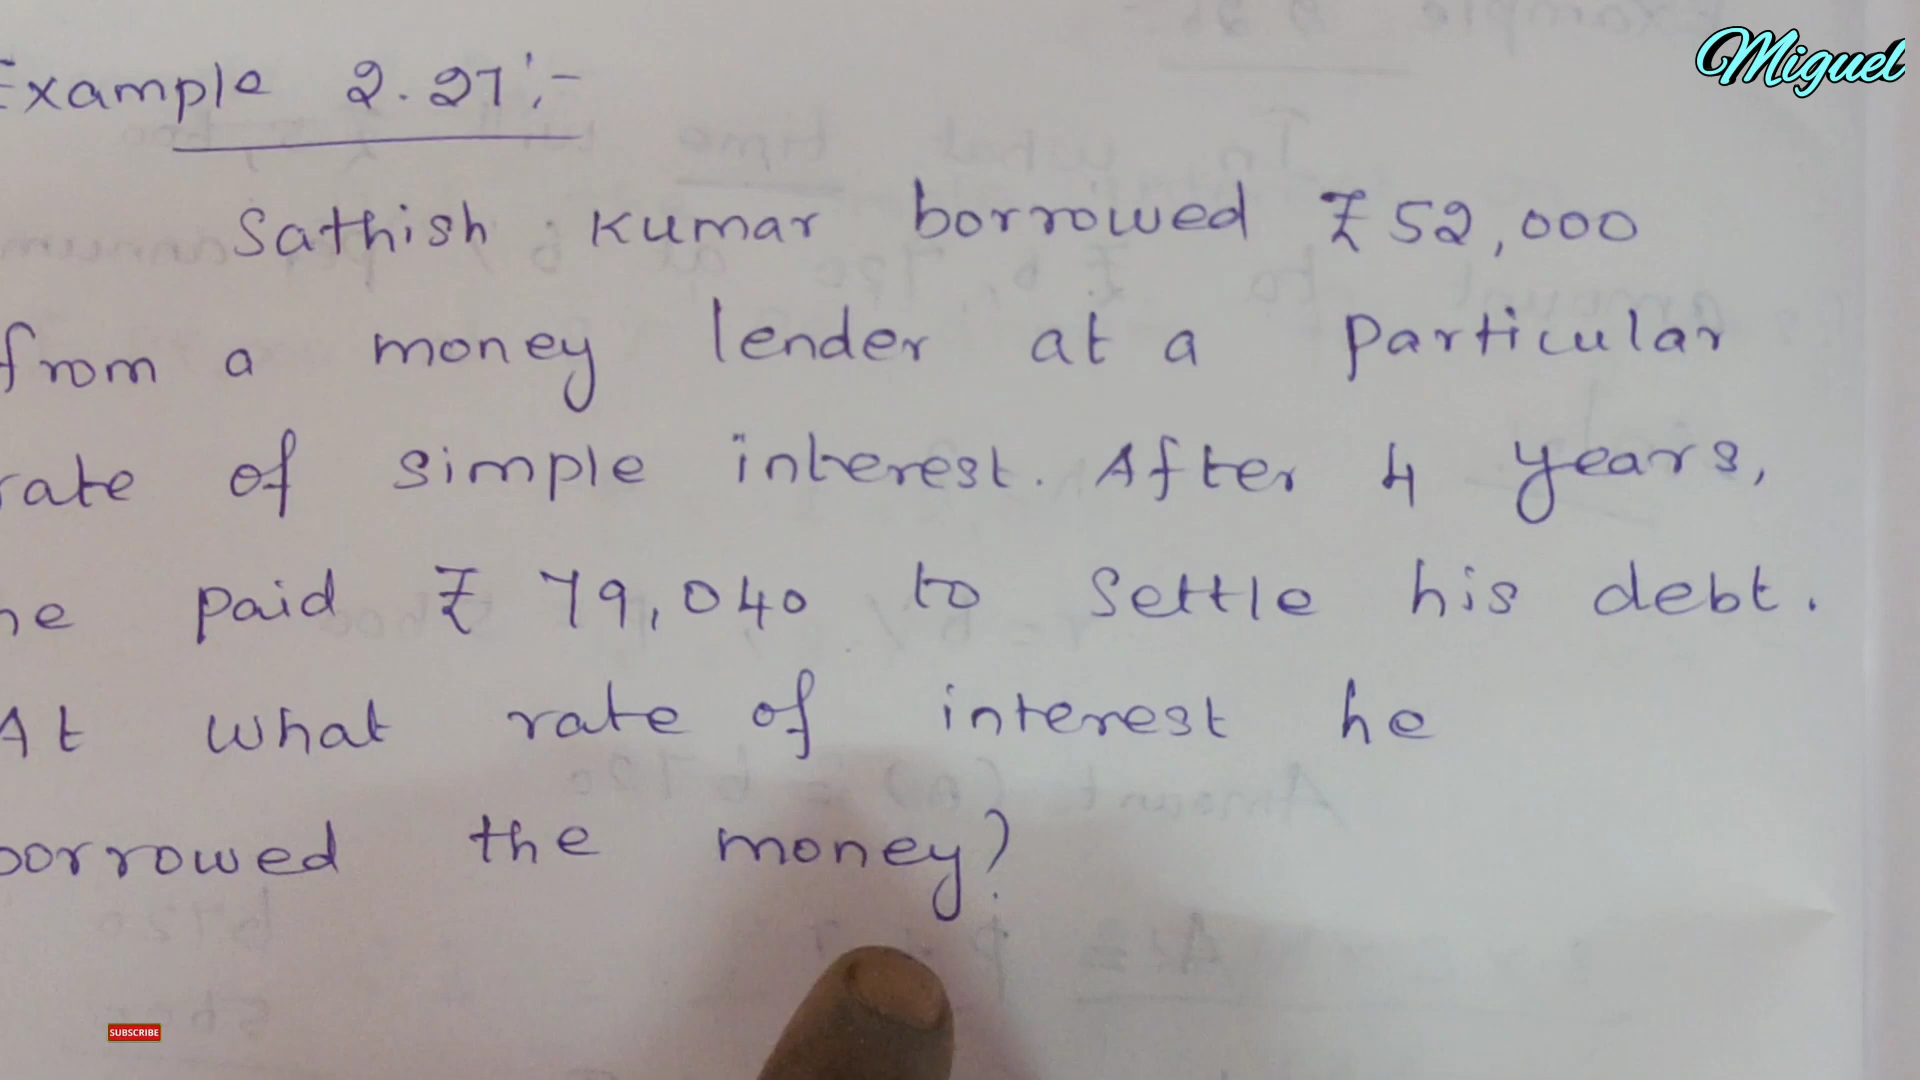 Example 2.27:-
Miguel
Sathish Kumar borrowed ₹52,000
from a money lender at a particular
rate of simple interest. After 4 years,
he paid ₹ 79,040 to settle his debt.
At what rate of interest he
borrowed the money?
SUBSCRIBE